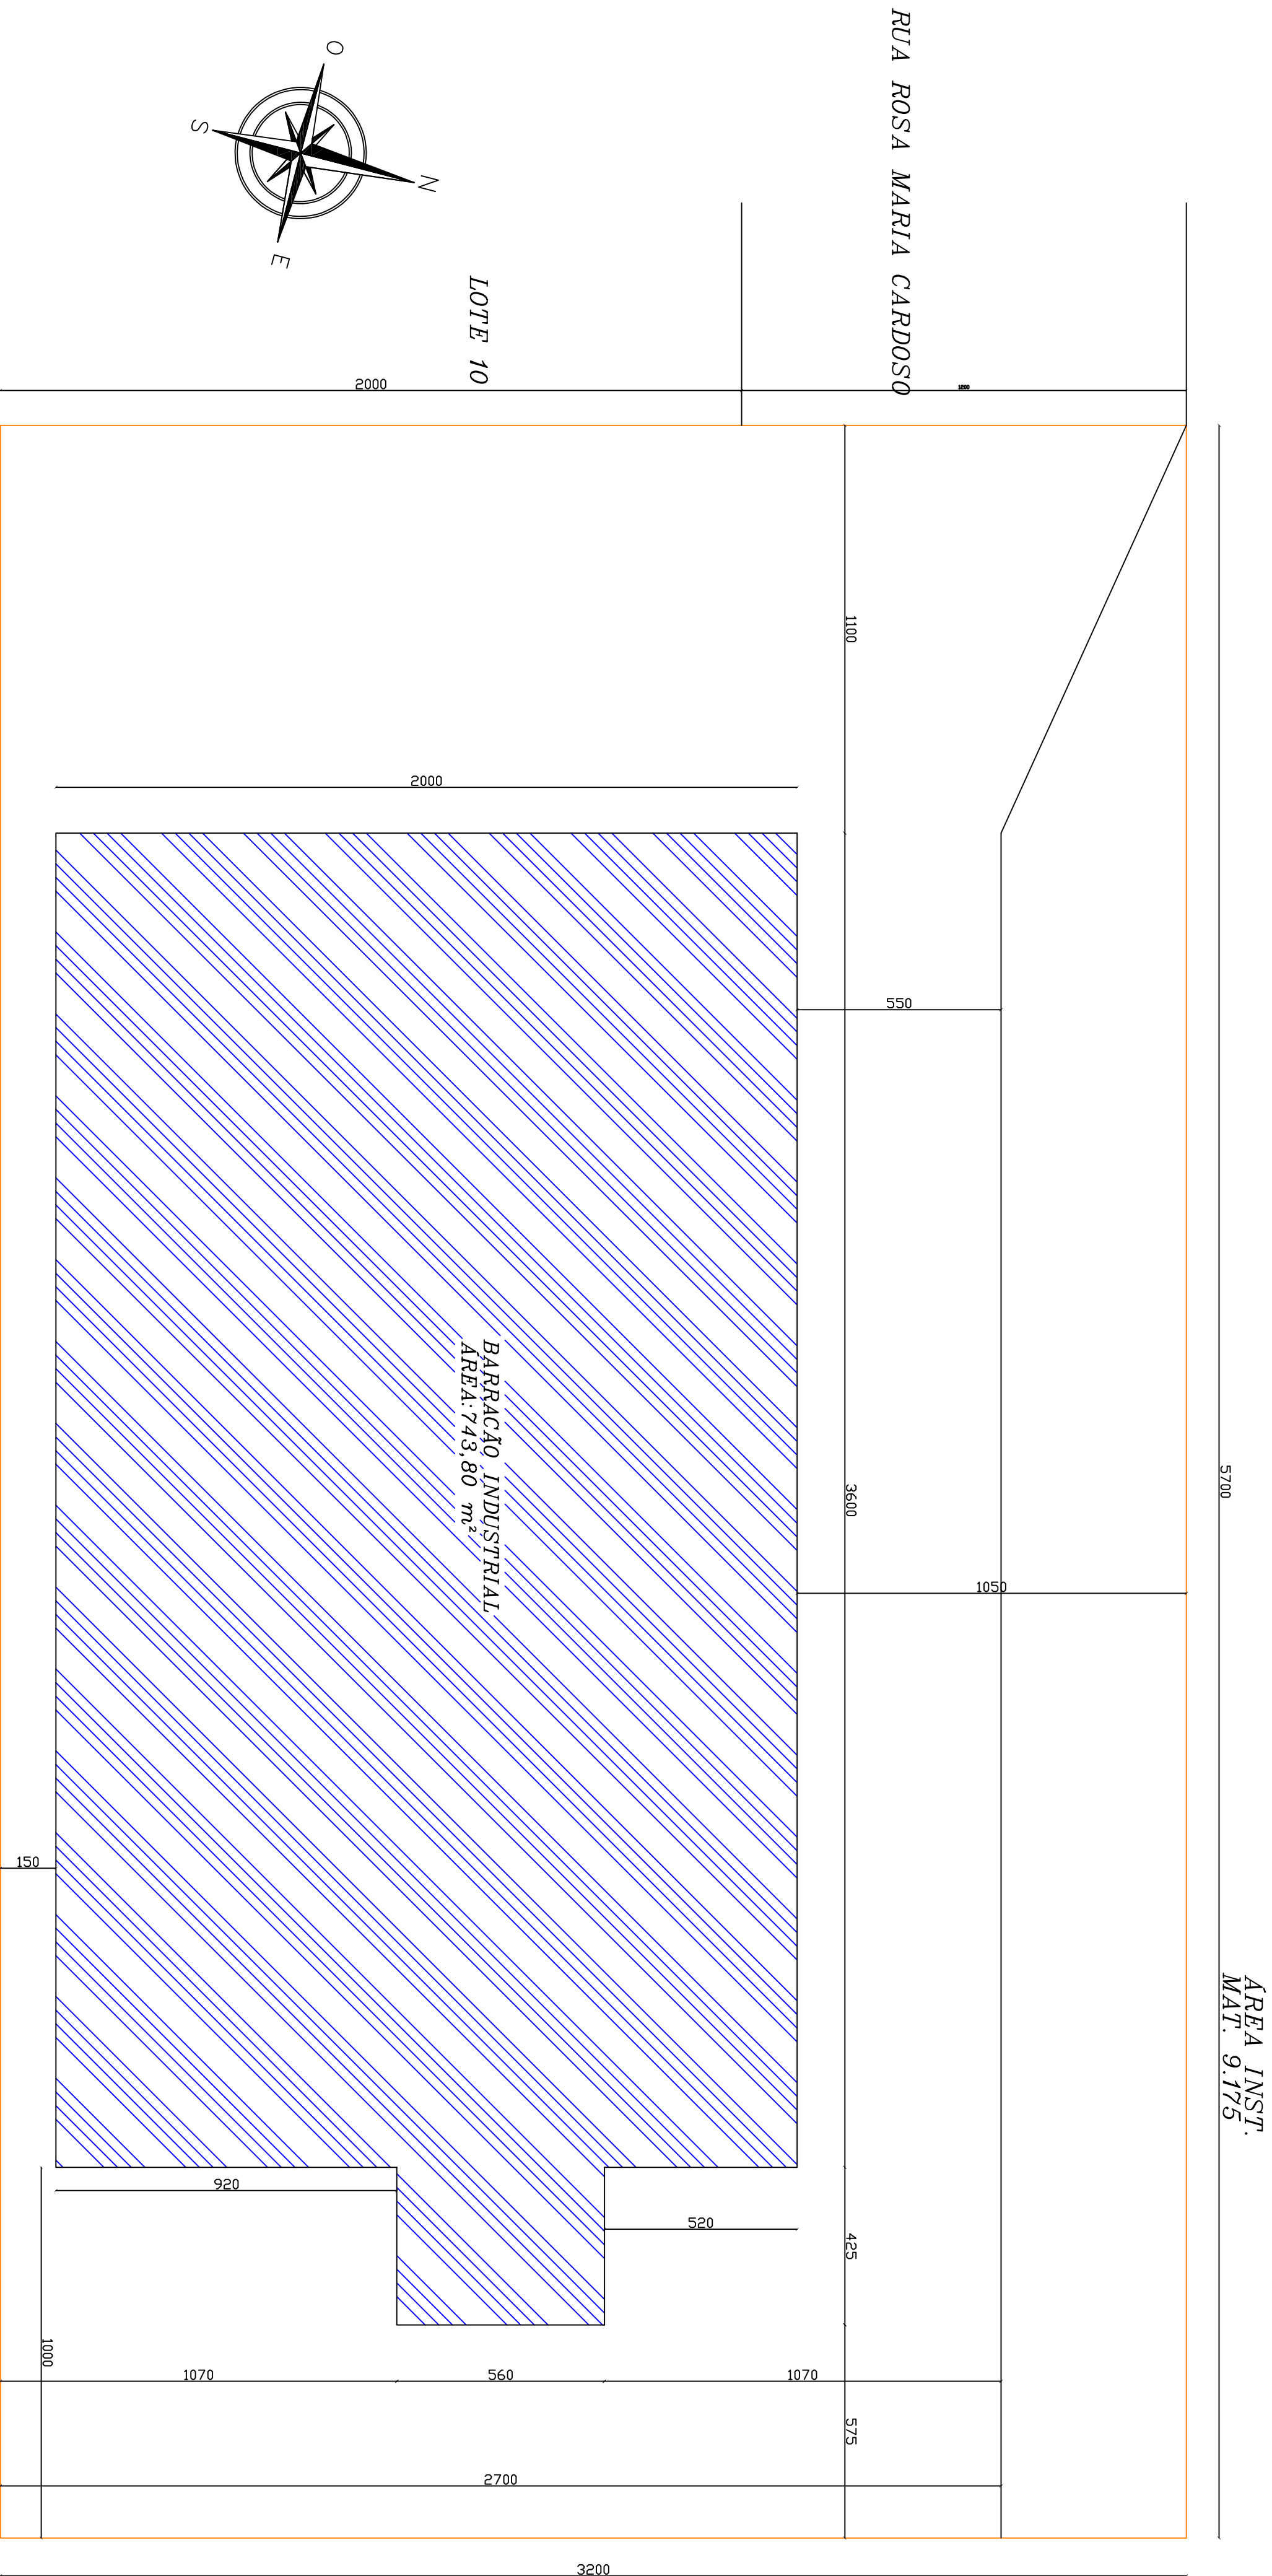 RUA ROSA MARIA CARDOSO
O
S
N
E
LOTE 10
2000
1200
5700
1100
2000
550
BARRACÃO INDUSTRIAL
ÁREA:743,80 m²
3600
1050
150
ÁREA INST.
MAT. 9.175
920
520
425
1000
1070
560
1070
575
2700
3200